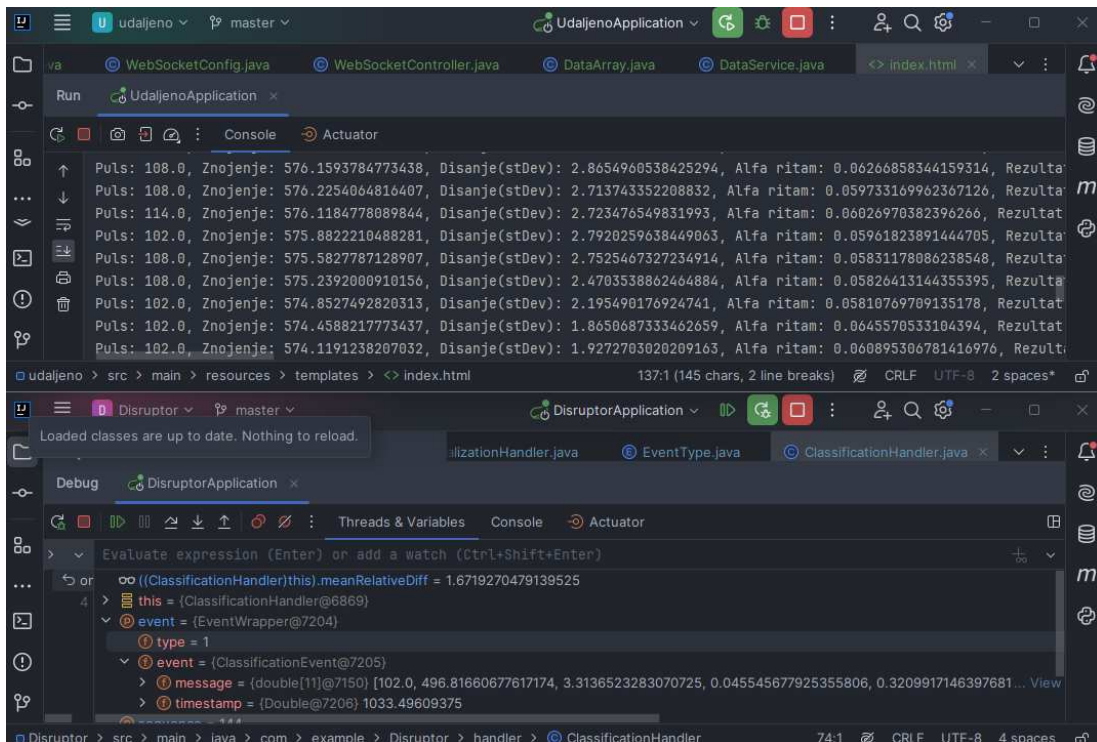 U udaljeno master UdaljenoApplication
va WebSocketConfig.java WebSocketController.java DataArray.java DataService.java <> index.html
Run UdaljenoApplication
Console Actuator
Puls: 108.0, Znojenje: 576.1593784773438, Disanje(stDev): 2.8654960538425294, Alfa ritam: 0.06266858344159314, Rezulta
Puls: 108.0, Znojenje: 576.2254064816407, Disanje(stDev): 2.713743352208832, Alfa ritam: 0.059733169962367126, Rezulta
Puls: 114.0, Znojenje: 576.1184778089844, Disanje(stDev): 2.723476549831993, Alfa ritam: 0.06026970382396266, Rezultat
Puls: 102.0, Znojenje: 575.8822210488281, Disanje(stDev): 2.7920259638449063, Alfa ritam: 0.05961823891444705, Rezulta
Puls: 108.0, Znojenje: 575.5827787128907, Disanje(stDev): 2.7525467327234914, Alfa ritam: 0.05831178086238548, Rezulta
Puls: 108.0, Znojenje: 575.2392000910156, Disanje(stDev): 2.4703538862464884, Alfa ritam: 0.05826413144355395, Rezulta
Puls: 102.0, Znojenje: 574.8527492820313, Disanje(stDev): 2.195490176924741, Alfa ritam: 0.05810769709135178, Rezultat
Puls: 102.0, Znojenje: 574.4588217773437, Disanje(stDev): 1.8650687333462659, Alfa ritam: 0.0645570533104394, Rezultat
Puls: 102.0, Znojenje: 574.1191238207032, Disanje(stDev): 1.9272703020209163, Alfa ritam: 0.060895306781416976, Rezult
udaljeno > src > main > resources > templates > <> index.html 137:1 (145 chars, 2 line breaks) CRLF UTF-8 2 spaces*
D Disruptor master DisruptorApplication
Loaded classes are up to date. Nothing to reload.
alizationHandler.java EventType.java ClassificationHandler.java
Debug DisruptorApplication
Threads & Variables Console Actuator
Evaluate expression (Enter) or add a watch (Ctrl+Shift+Enter)
or ((ClassificationHandler)this).meanRelativeDiff = 1.6719270479139525
4 > this = {ClassificationHandler@6869}
event = {EventWrapper@7204}
type = 1
event = {ClassificationEvent@7205}
> message = {double[11]@7150} [102.0, 496.81660677617174, 3.3136523283070725, 0.045545677925355806, 0.3209917146397681... View
> timestamp = {Double@7206} 1033.49609375
sequence = 144
Disruptor > src > main > java > com > example > Disruptor > handler > ClassificationHandler 74:1 CRLF UTF-8 4 spaces